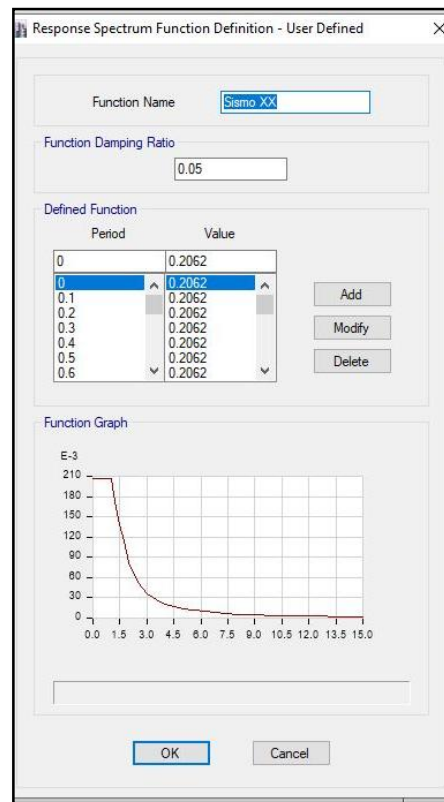 Response Spectrum Function Definition - User Defined
Function Name
Sismo XX
Function Damping Ratio
0.05
Defined Function
Period Value
0 0.2062
0 0.2062
0.1 0.2062
0.2 0.2062
0.3 0.2062
0.4 0.2062
0.5 0.2062
0.6 0.2062
Add
Modify
Delete
Function Graph
E-3
210
180
150
120
90
60
30
0
0.0 1.5 3.0 4.5 6.0 7.5 9.0 10.5 12.0 13.5 15.0
OK Cancel